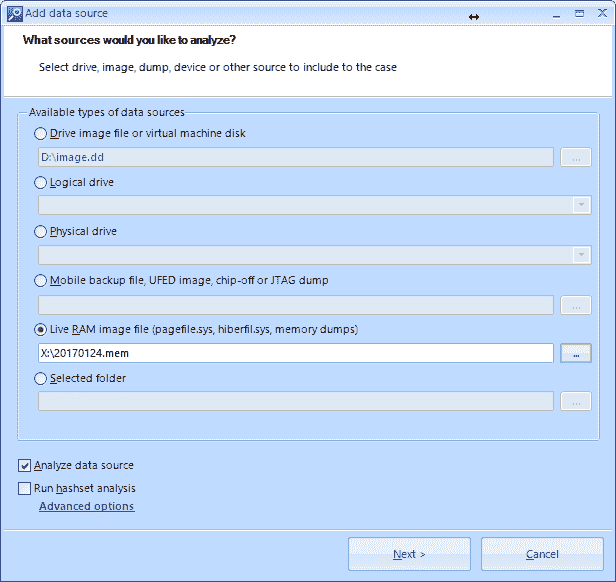 Add data source
What sources would you like to analyze?
Select drive, image, dump, device or other source to include to the case
Available types of data sources
Drive image file or virtual machine disk
D:\image.dd
...
Logical drive
Physical drive
Mobile backup file, UFED image, chip-off or JTAG dump
...
Live RAM image file (pagefile.sys, hiberfil.sys, memory dumps)
X:\20170124.mem
...
Selected folder
...
Analyze data source
Run hashset analysis
Advanced options
Next >
Cancel